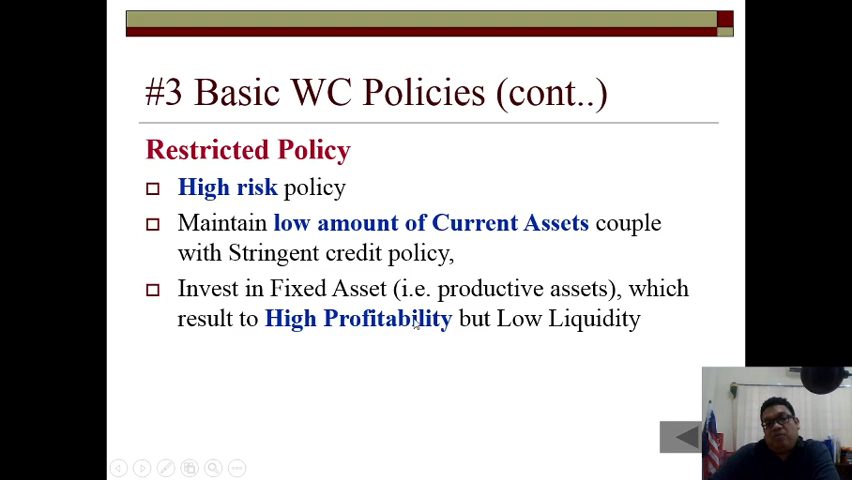 #3 Basic WC Policies (cont..)
Restricted Policy
High risk policy
Maintain low amount of Current Assets couple
with Stringent credit policy,
Invest in Fixed Asset (i.e. productive assets), which
result to High Profitability but Low Liquidity